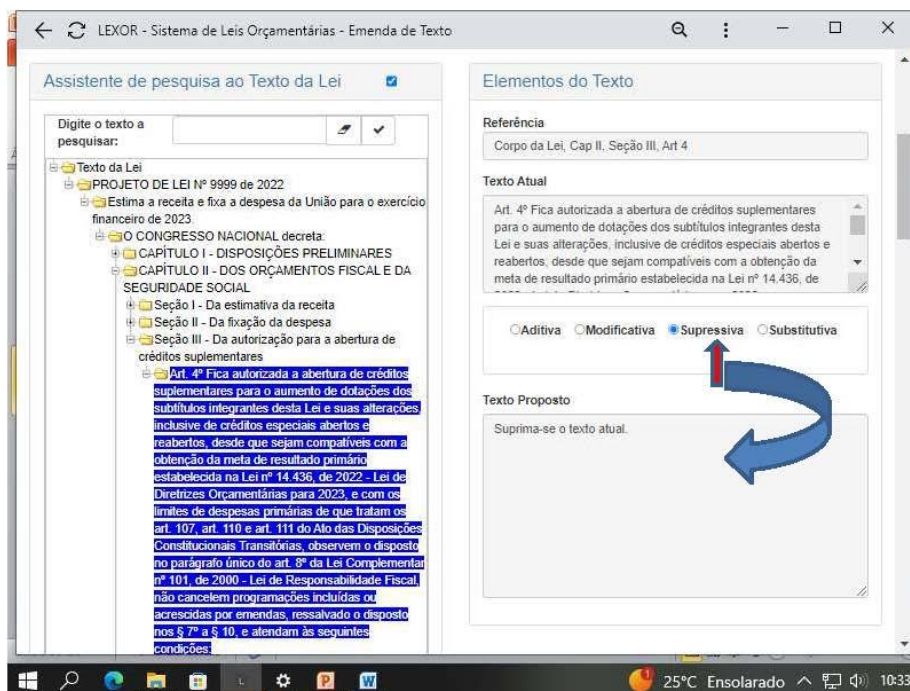 LEXOR - Sistema de Leis Orçamentárias - Emenda de Texto
Assistente de pesquisa ao Texto da Lei
Digite o texto a
pesquisar:
Texto da Lei
PROJETO DE LEI Nº 9999 de 2022
Estima a receita e fixa a despesa da União para o exercício
financeiro de 2023.
O CONGRESSO NACIONAL decreta:
CAPÍTULO I - DISPOSIÇÕES PRELIMINARES
CAPÍTULO II - DOS ORÇAMENTOS FISCAL E DA
SEGURIDADE SOCIAL
Seção I - Da estimativa da receita
Seção II - Da fixação da despesa
Seção III - Da autorização para a abertura de
créditos suplementares
Art. 4º Fica autorizada a abertura de créditos
suplementares para o aumento de dotações dos
subtítulos integrantes desta Lei e suas alterações,
inclusive de créditos especiais abertos e
reabertos, desde que sejam compatíveis com a
obtenção da meta de resultado primário
estabelecida na Lei nº 14.436, de 2022 - Lei de
Diretrizes Orçamentárias para 2023, e com os
limites de despesas primárias de que tratam os
art. 107, art. 110 e art. 111 do Ato das Disposições
Constitucionais Transitórias, observem o disposto
no parágrafo único do art. 8º da Lei Complementar
nº 101, de 2000 - Lei de Responsabilidade Fiscal,
não cancelem programações incluídas ou
acrescidas por emendas, ressalvado o disposto
nos § 7º a § 10, e atendam às seguintes
condições:
Elementos do Texto
Referência
Corpo da Lei, Cap II, Seção III, Art 4
Texto Atual
Art. 4º Fica autorizada a abertura de créditos suplementares
para o aumento de dotações dos subtítulos integrantes desta
Lei e suas alterações, inclusive de créditos especiais abertos e
reabertos, desde que sejam compatíveis com a obtenção da
meta de resultado primário estabelecida na Lei nº 14.436, de
Aditiva Modificativa Supressiva Substitutiva
Texto Proposto
Suprima-se o texto atual.
25°C Ensolarado 10:33